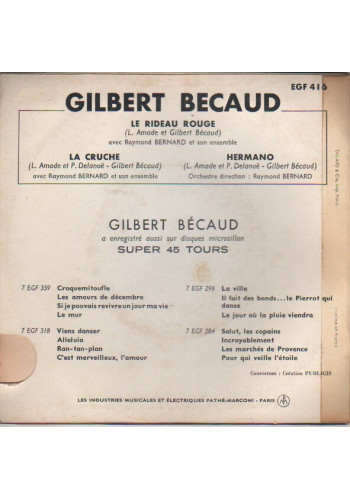 EGF 416
GILBERT BECAUD
LE RIDEAU ROUGE
(L. Amade et Gilbert Bécaud)
avec Raymond BERNARD et son ensemble
LA CRUCHE
(L. Amade et P. Delanoë - Gilbert Bécaud)
avec Raymond BERNARD et son ensemble
HERMANO
(L. Amade et P. Delanoë - Gilbert Bécaud)
Orchestre direction : Raymond BERNARD
GILBERT BÉCAUD
a enregistré aussi sur disques microsillon
SUPER 45 TOURS
7 EGF 359 Croquemitoufle
Les amours de décembre
Si je pouvais revivre un jour ma vie
Le mur
7 EGF 318 Viens danser
Alleluia
Ran-tan-plan
C'est merveilleux, l'amour
7 EGF 296 La ville
Il fait des bonds... le Pierrot qui
danse
Le jour où la pluie viendra
7 EGF 284 Salut, les copains
Incroyablement
Les marchés de Provence
Pour qui veille l'étoile
Couverture : Création PUBLICIS
LES INDUSTRIES MUSICALES ET ÉLECTRIQUES PATHÉ-MARCONI - PARIS